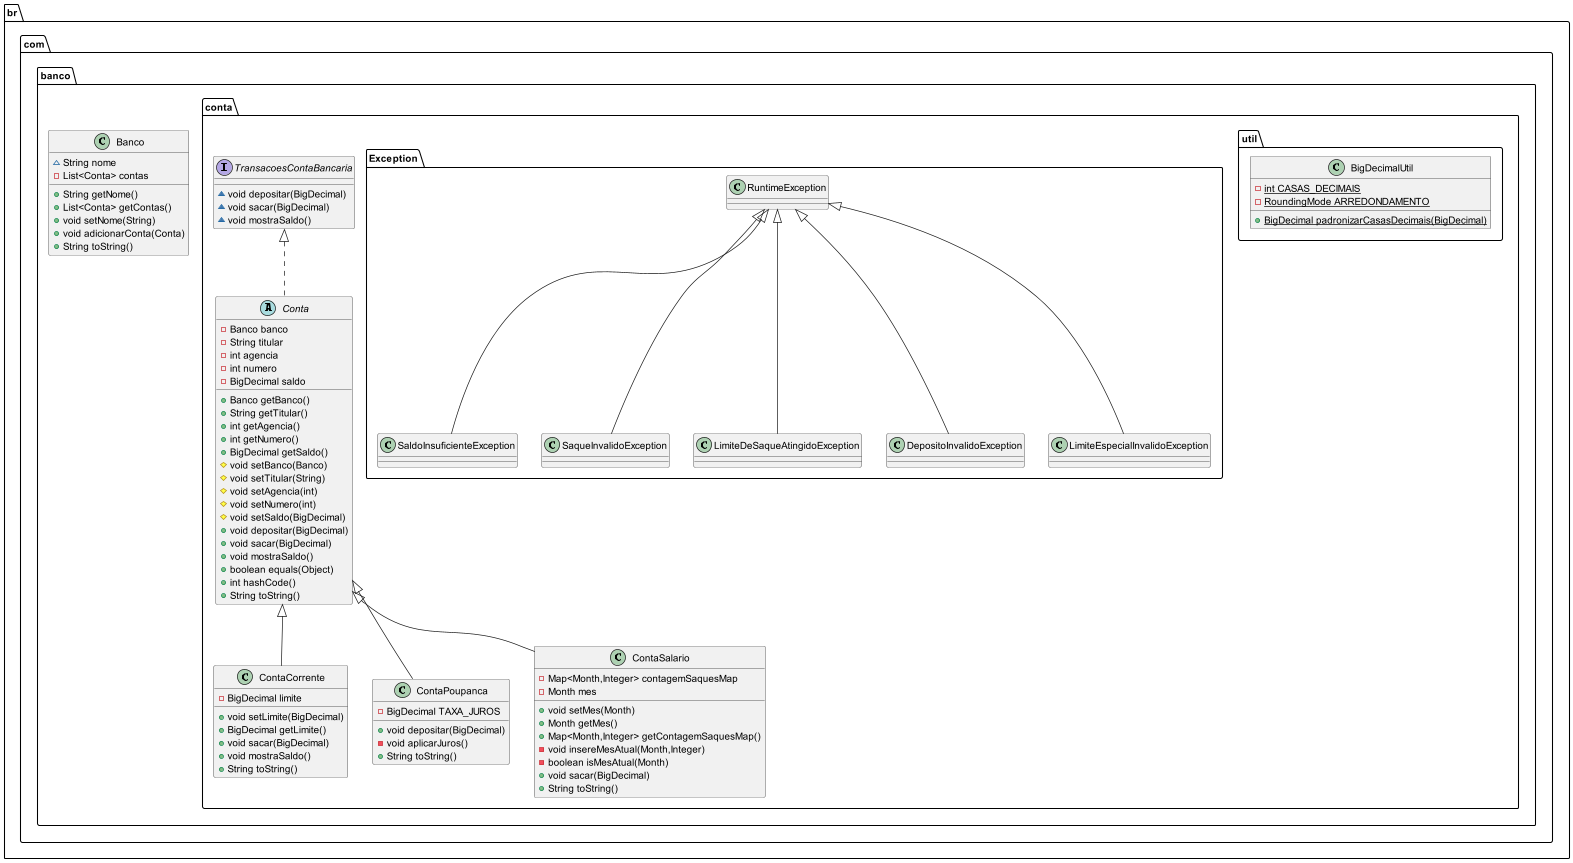 br
com
banco
C Banco
String nome
List<Conta> contas
String getNome()
List<Conta> getContas()
void setNome(String)
void adicionarConta(Conta)
String toString()
conta
I TransacoesContaBancaria
void depositar(BigDecimal)
void sacar(BigDecimal)
void mostraSaldo()
A Conta
Banco banco
String titular
int agencia
int numero
BigDecimal saldo
Banco getBanco()
String getTitular()
int getAgencia()
int getNumero()
BigDecimal getSaldo()
void setBanco(Banco)
void setTitular(String)
void setAgencia(int)
void setNumero(int)
void setSaldo(BigDecimal)
void depositar(BigDecimal)
void sacar(BigDecimal)
void mostraSaldo()
boolean equals(Object)
int hashCode()
String toString()
C ContaCorrente
BigDecimal limite
void setLimite(BigDecimal)
BigDecimal getLimite()
void sacar(BigDecimal)
void mostraSaldo()
String toString()
C ContaPoupanca
BigDecimal TAXA_JUROS
void depositar(BigDecimal)
void aplicarJuros()
String toString()
C ContaSalario
Map<Month,Integer> contagemSaquesMap
Month mes
void setMes(Month)
Month getMes()
Map<Month,Integer> getContagemSaquesMap()
void insereMesAtual(Month,Integer)
boolean isMesAtual(Month)
void sacar(BigDecimal)
String toString()
Exception
C RuntimeException
C SaldoInsuficienteException
C SaqueInvalidoException
C LimiteDeSaqueAtingidoException
C DepositoInvalidoException
C LimiteEspecialInvalidoException
util
C BigDecimalUtil
int CASAS_DECIMAIS
RoundingMode ARREDONDAMENTO
BigDecimal padronizarCasasDecimais(BigDecimal)